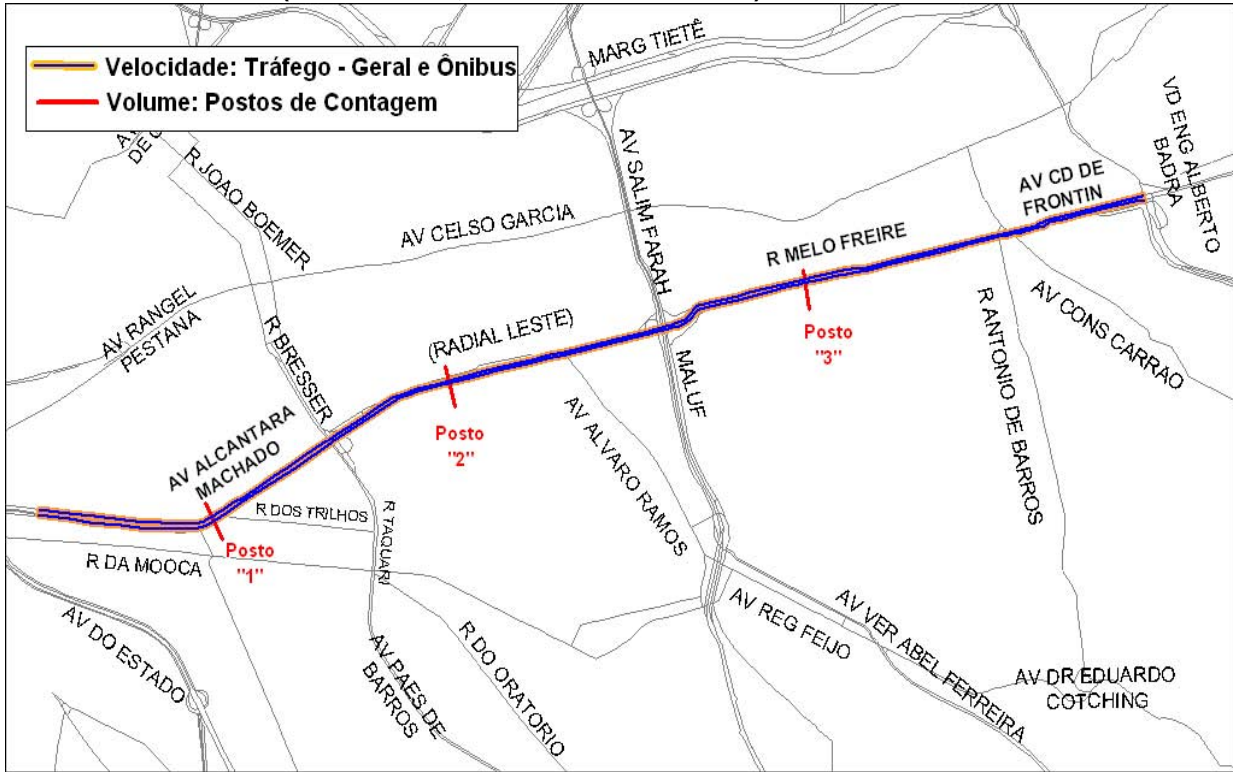 Velocidade: Tráfego - Geral e Ônibus
Volume: Postos de Contagem
MARG TIETÊ
VD ENG ALBERTO
BADRA
R JOAO BOEMER
AV SALIM FARAH
MALUF
AV CD DE
FRONTIN
AV CELSO GARCIA
R MELO FREIRE
AV RANGEL
PESTANA
R BRESSER
(RADIAL LESTE)
Posto
"3"
AV CONS CARRAO
R ANTONIO DE BARROS
Posto
"2"
AV ALVARO RAMOS
AV ALCANTARA
MACHADO
R DOS TRILHOS
R TAQUARI
Posto
"1"
R DA MOOCA
AV DO ESTADO
AV PAES DE
BARROS
R DO ORATORIO
AV REG FEIJO
AV VER ABEL FERREIRA
AV DR EDUARDO
COTCHING